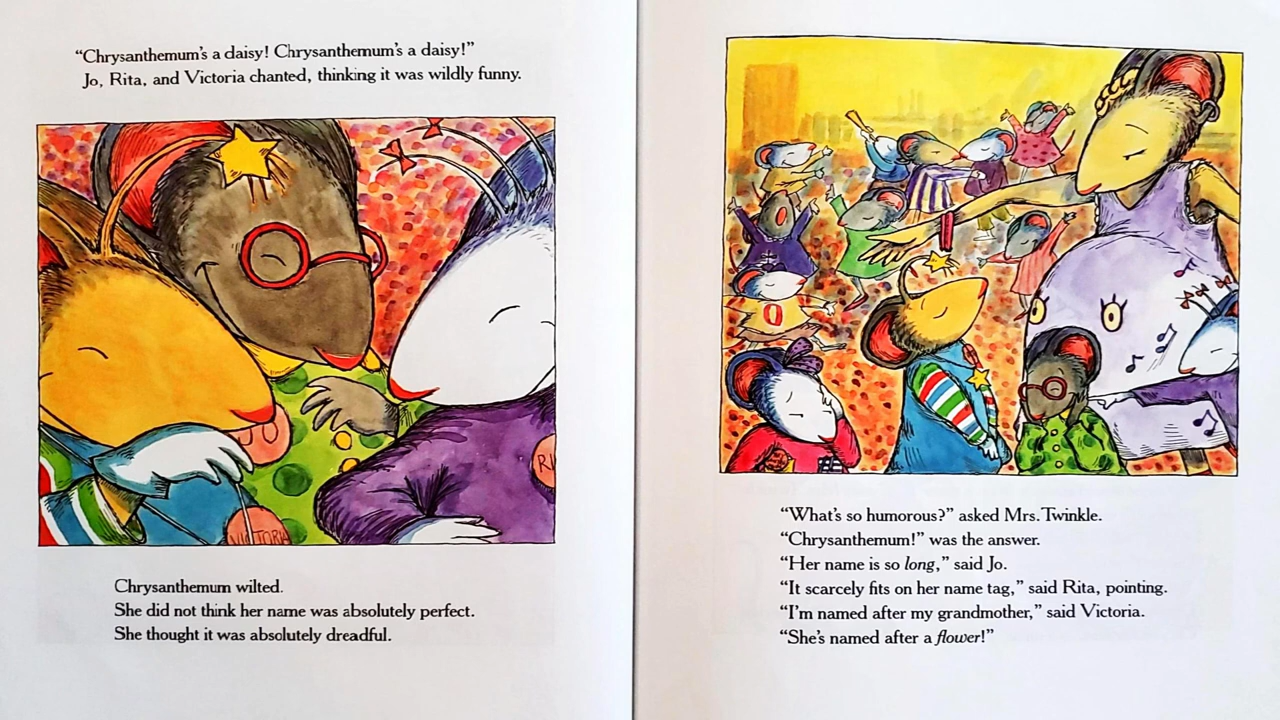 “Chrysanthemum’s a daisy! Chrysanthemum’s a daisy!”
Jo, Rita, and Victoria chanted, thinking it was wildly funny.
JO
VICTORIA
Chrysanthemum wilted.
She did not think her name was absolutely perfect.
She thought it was absolutely dreadful.
“What’s so humorous?” asked Mrs. Twinkle.
“Chrysanthemum!” was the answer.
“Her name is so long,” said Jo.
“It scarcely fits on her name tag,” said Rita, pointing.
“I’m named after my grandmother,” said Victoria.
“She’s named after a flower!”